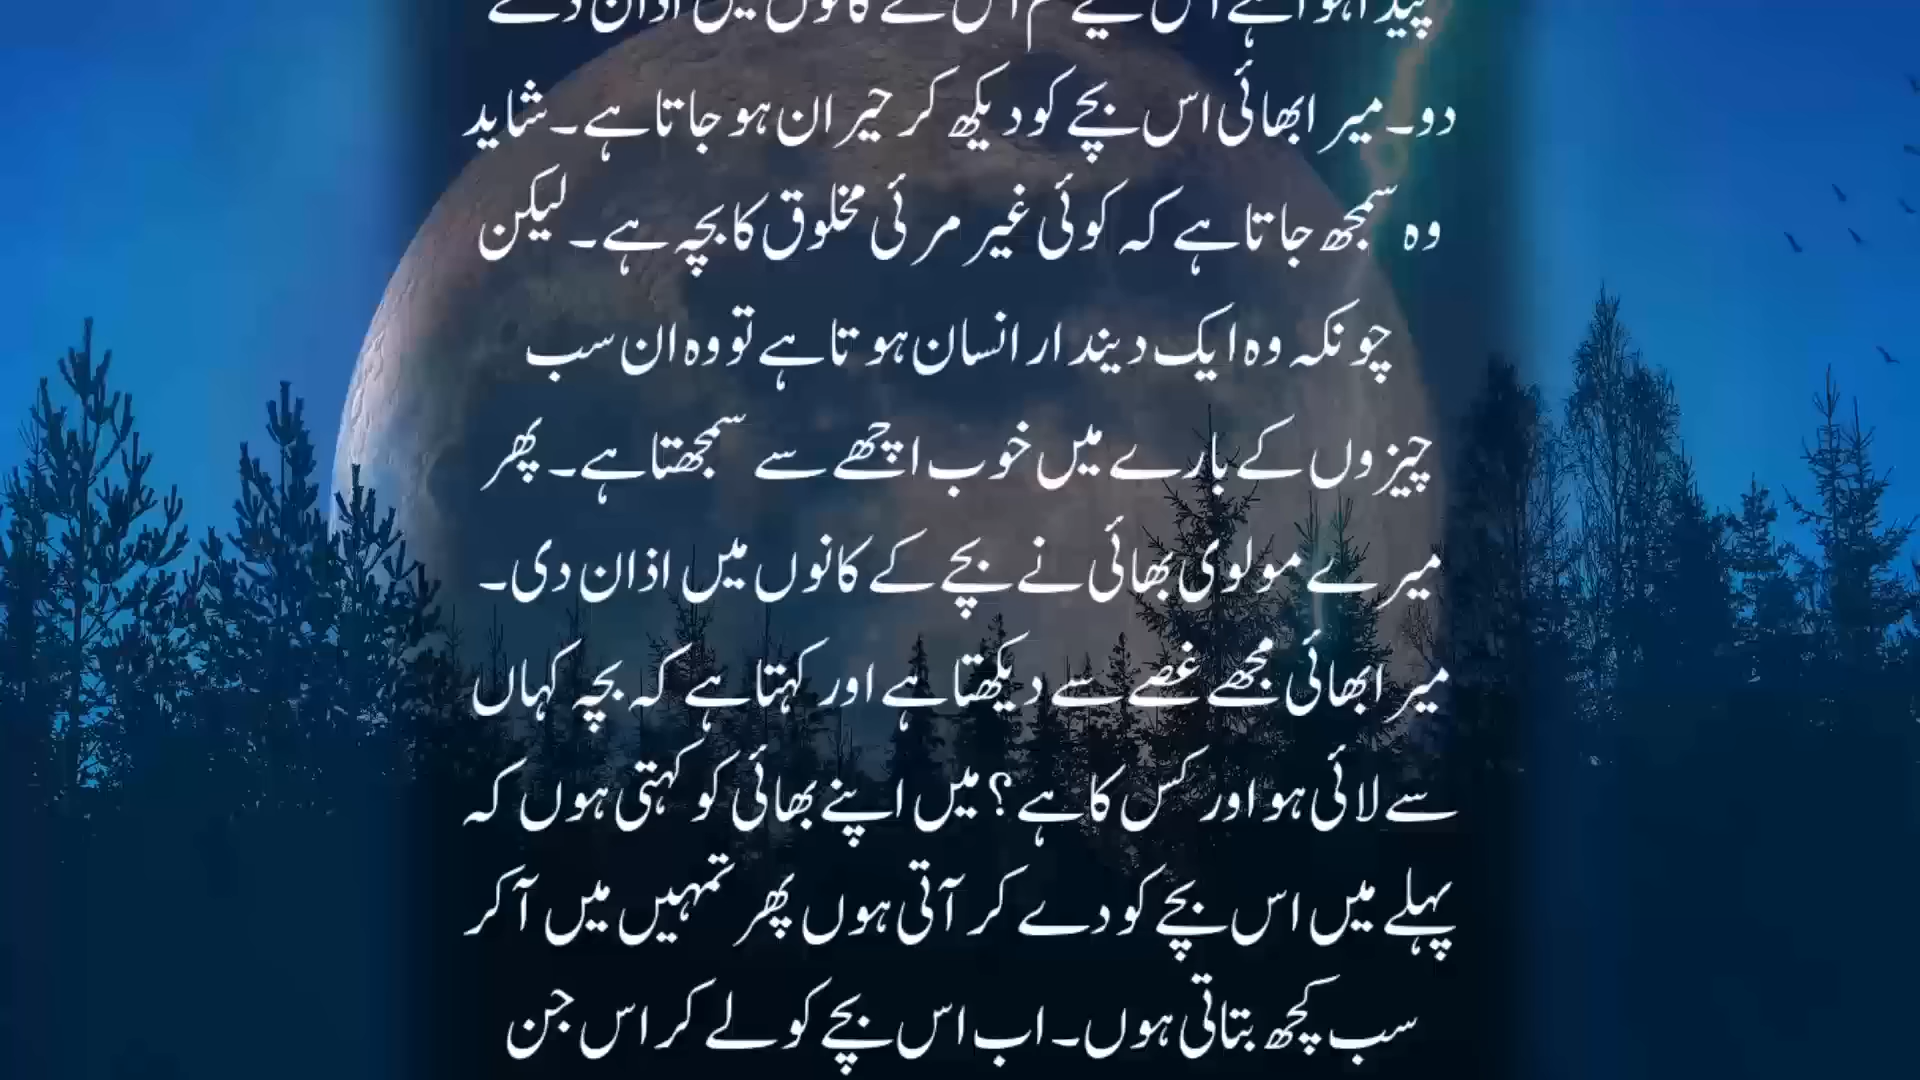 پیدا ہوا ہے اس لیے تم اس کے کانوں میں اذان دے
دو۔ میرا بھائی اس بچے کو دیکھ کر حیران ہو جاتا ہے۔ شاید
وہ سمجھ جاتا ہے کہ کوئی غیر مرئی مخلوق کا بچہ ہے۔ لیکن
چونکہ وہ ایک دیندار انسان ہوتا ہے تو وہ ان سب
چیزوں کے بارے میں خوب اچھے سے سمجھتا ہے۔ پھر
میرے مولوی بھائی نے بچے کے کانوں میں اذان دی۔
میرا بھائی مجھے غصے سے دیکھتا ہے اور کہتا ہے کہ بچہ کہاں
سے لائی ہو اور کس کا ہے؟ میں اپنے بھائی کو کہتی ہوں کہ
پہلے میں اس بچے کو دے کر آتی ہوں پھر تمہیں میں آکر
سب کچھ بتاتی ہوں۔ اب اس بچے کو لے کر اس جن